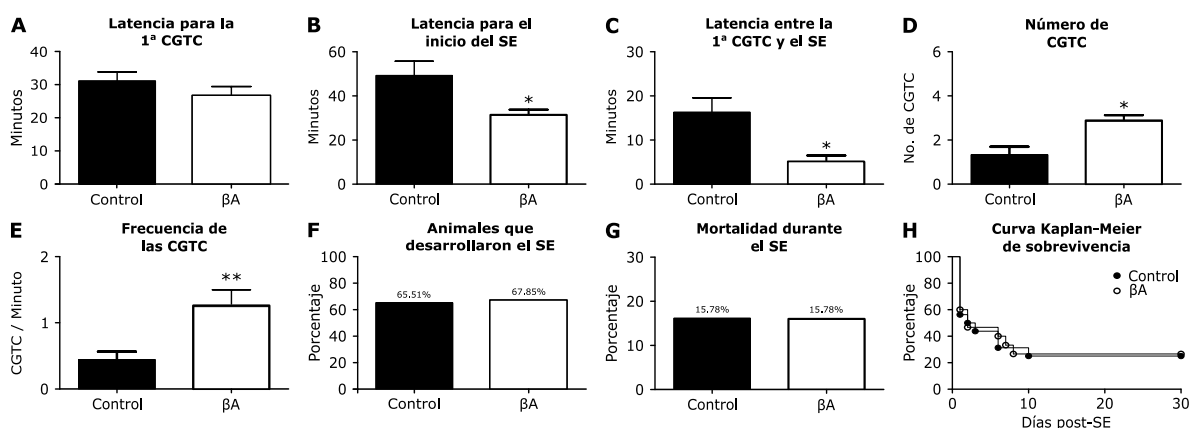 A
Latencia para la
1ª CGTC
Minutos
40
30
20
10
0
Control
βA
B
Latencia para el
inicio del SE
Minutos
60
40
20
0
*
Control
βA
C
Latencia entre la
1ª CGTC y el SE
Minutos
30
20
10
0
*
Control
βA
D
Número de
CGTC
No. de CGTC
6
4
2
0
*
Control
βA
E
Frecuencia de
las CGTC
CGTC / Minuto
2
1
0
**
Control
βA
F
Animales que
desarrollaron el SE
Porcentaje
100
80
60
40
20
0
65.51%
67.85%
Control
βA
G
Mortalidad durante
el SE
Porcentaje
30
20
10
0
15.78%
15.78%
Control
βA
H
Curva Kaplan–Meier
de sobrevivencia
Porcentaje
100
80
60
40
20
0
Control
βA
0
10
20
30
Días post-SE